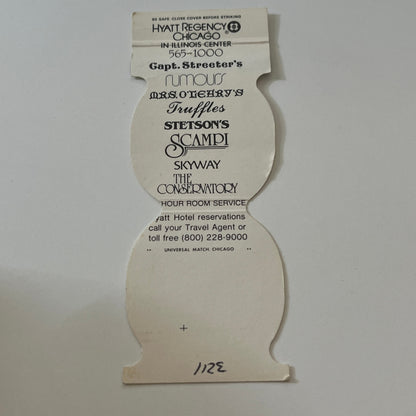 BE SAFE. CLOSE COVER BEFORE STRIKING
HYATT REGENCY
CHICAGO
IN ILLINOIS CENTER
565-1000
Capt. Streeter's
rumours
MRS. O'LEARY'S
Truffles
STETSON'S
SCAMPI
SKYWAY
THE
CONSERVATORY
HOUR ROOM SERVICE
yatt Hotel reservations
call your Travel Agent or
toll free (800) 228-9000
UNIVERSAL MATCH, CHICAGO